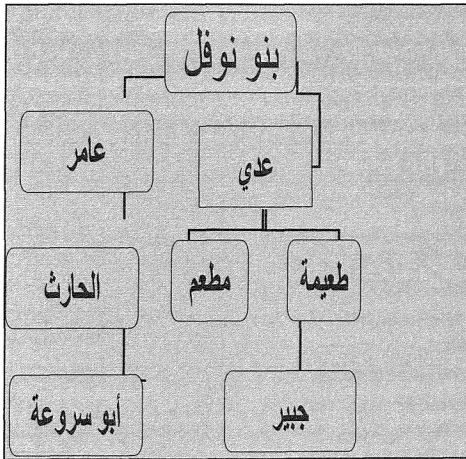 بنو نوفل
عدي
عامر
طعيمة
مطعم
الحارث
جبير
أبو سروعة